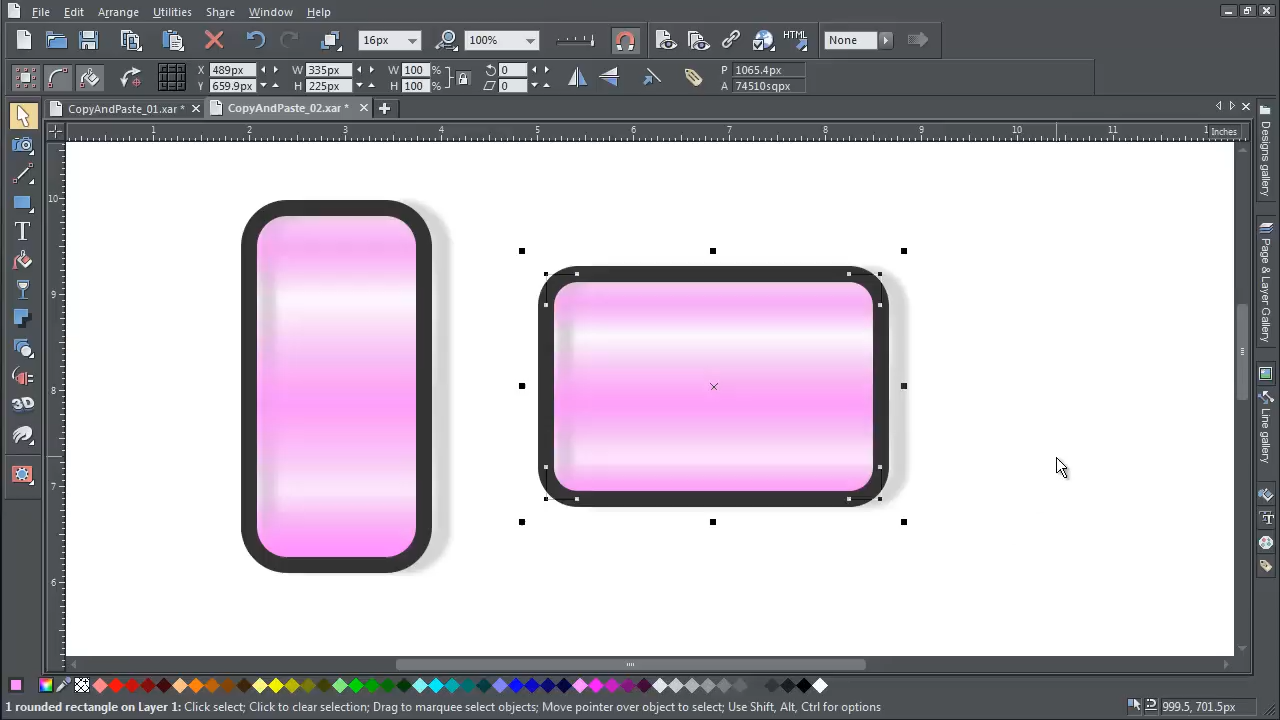 File Edit Arrange Utilities Share Window Help
16px 100% HTML None
X 489px W 335px W 100 % 0 P 1065.4px
Y 659.9px H 225px H 100 % 0 A 74510sqpx
CopyAndPaste_01.xar * CopyAndPaste_02.xar *
1 2 3 4 5 6 7 8 9 10 11 Inches
10
9
8
7
6
T
3D
Designs gallery
Page & Layer Gallery
Line gallery
1 rounded rectangle on Layer 1: Click select; Click to clear selection; Drag to marquee select objects; Move pointer over object to select; Use Shift, Alt, Ctrl for options 999.5, 701.5px